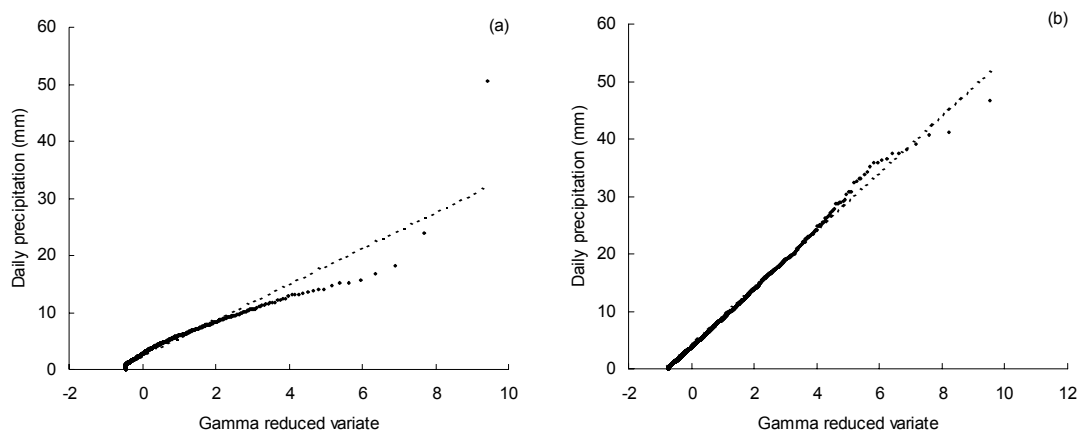 (a)
60
50
40
30
20
10
0
-2 0 2 4 6 8 10
Daily precipitation (mm)
Gamma reduced variate
(b)
60
50
40
30
20
10
0
-2 0 2 4 6 8 10 12
Daily precipitation (mm)
Gamma reduced variate